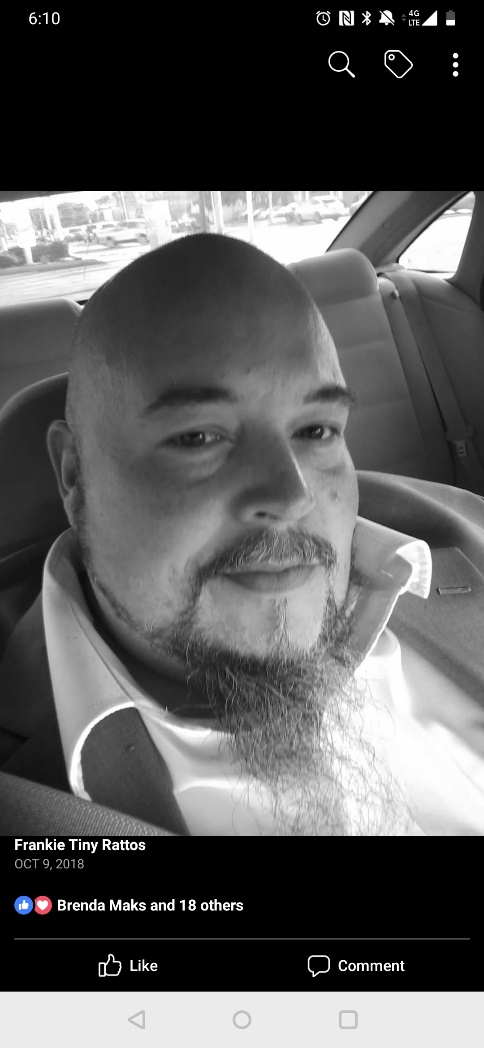 6:10
4G
LTE
Frankie Tiny Rattos
OCT 9, 2018
Brenda Maks and 18 others
Like
Comment